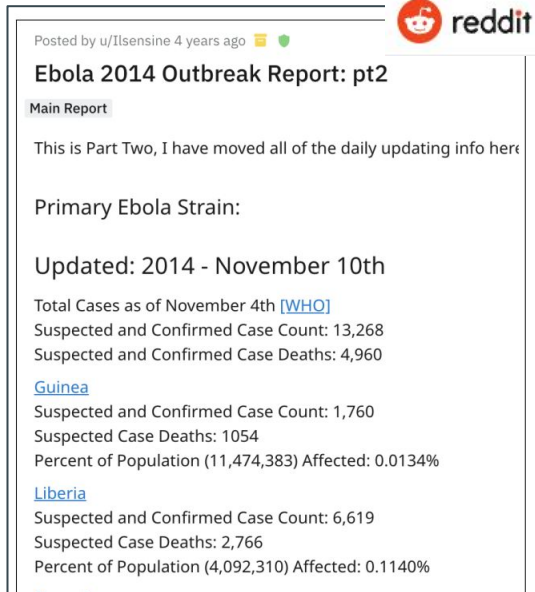 reddit
Posted by u/Ilsensine 4 years ago
Ebola 2014 Outbreak Report: pt2
Main Report
This is Part Two, I have moved all of the daily updating info here
Primary Ebola Strain:
Updated: 2014 - November 10th
Total Cases as of November 4th [WHO]
Suspected and Confirmed Case Count: 13,268
Suspected and Confirmed Case Deaths: 4,960
Guinea
Suspected and Confirmed Case Count: 1,760
Suspected Case Deaths: 1054
Percent of Population (11,474,383) Affected: 0.0134%
Liberia
Suspected and Confirmed Case Count: 6,619
Suspected Case Deaths: 2,766
Percent of Population (4,092,310) Affected: 0.1140%